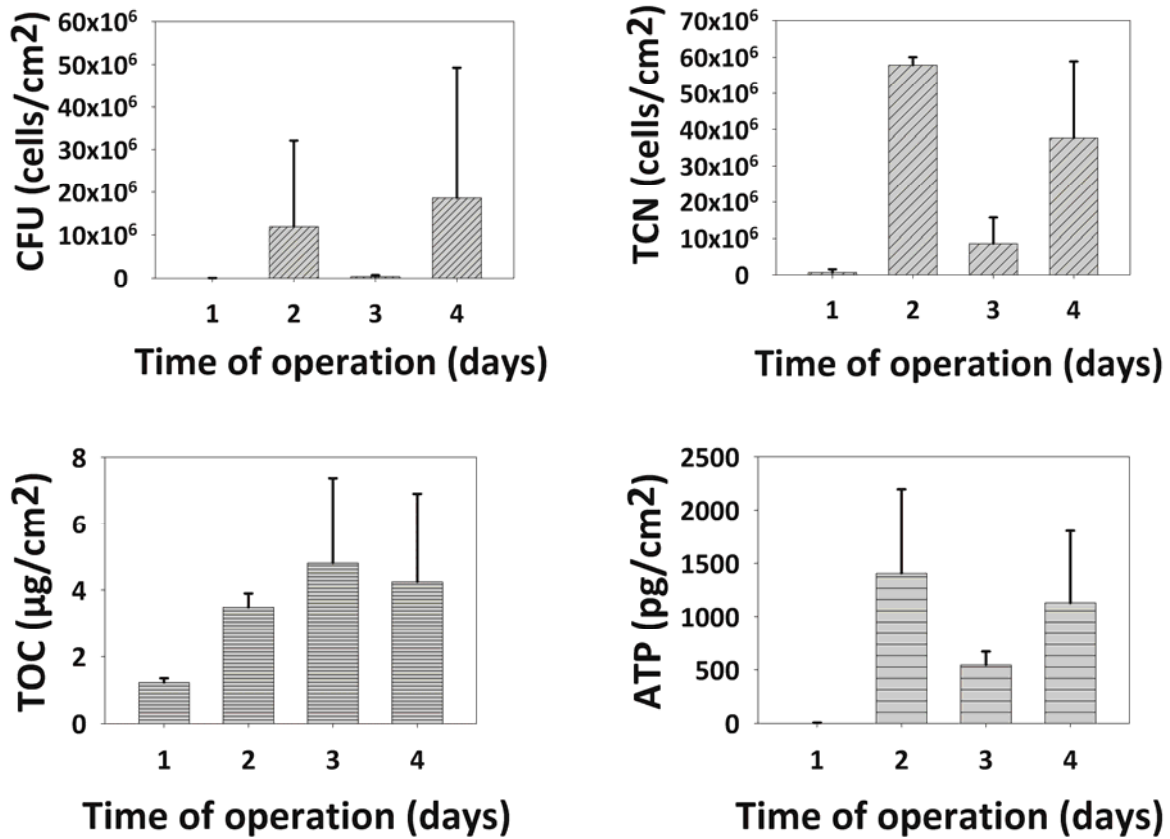 CFU (cells/cm²)
60x10⁶
50x10⁶
40x10⁶
30x10⁶
20x10⁶
10x10⁶
0
1 2 3 4
Time of operation (days)
TCN (cells/cm²)
70x10⁶
60x10⁶
50x10⁶
40x10⁶
30x10⁶
20x10⁶
10x10⁶
0
1 2 3 4
Time of operation (days)
TOC (µg/cm²)
8
6
4
2
0
1 2 3 4
Time of operation (days)
ATP (pg/cm²)
2500
2000
1500
1000
500
0
1 2 3 4
Time of operation (days)